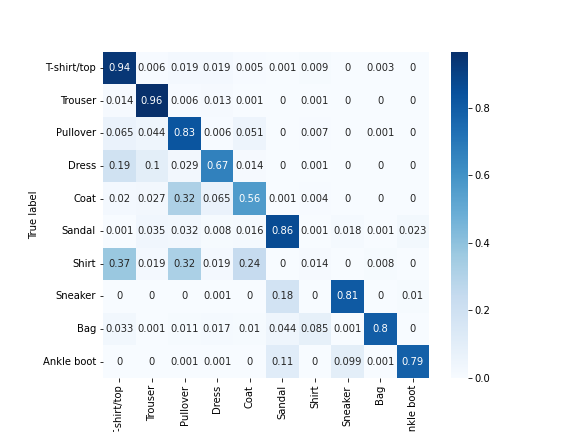 T-shirt/top 0.94 0.006 0.019 0.019 0.005 0.001 0.009 0 0.003 0
Trouser 0.014 0.96 0.006 0.013 0.001 0 0.001 0 0 0
Pullover 0.065 0.044 0.83 0.006 0.051 0 0.007 0 0.001 0
Dress 0.19 0.1 0.029 0.67 0.014 0 0.001 0 0 0
Coat 0.02 0.027 0.32 0.065 0.56 0.001 0.004 0 0 0
Sandal 0.001 0.035 0.032 0.008 0.016 0.86 0.001 0.018 0.001 0.023
Shirt 0.37 0.019 0.32 0.019 0.24 0 0.014 0 0.008 0
Sneaker 0 0 0 0.001 0 0.18 0 0.81 0 0.01
Bag 0.033 0.001 0.011 0.017 0.01 0.044 0.085 0.001 0.8 0
Ankle boot 0 0 0.001 0.001 0 0.11 0 0.099 0.001 0.79
True label
-shirt/top Trouser Pullover Dress Coat Sandal Shirt Sneaker Bag nkle boot
0.8
0.6
0.4
0.2
0.0